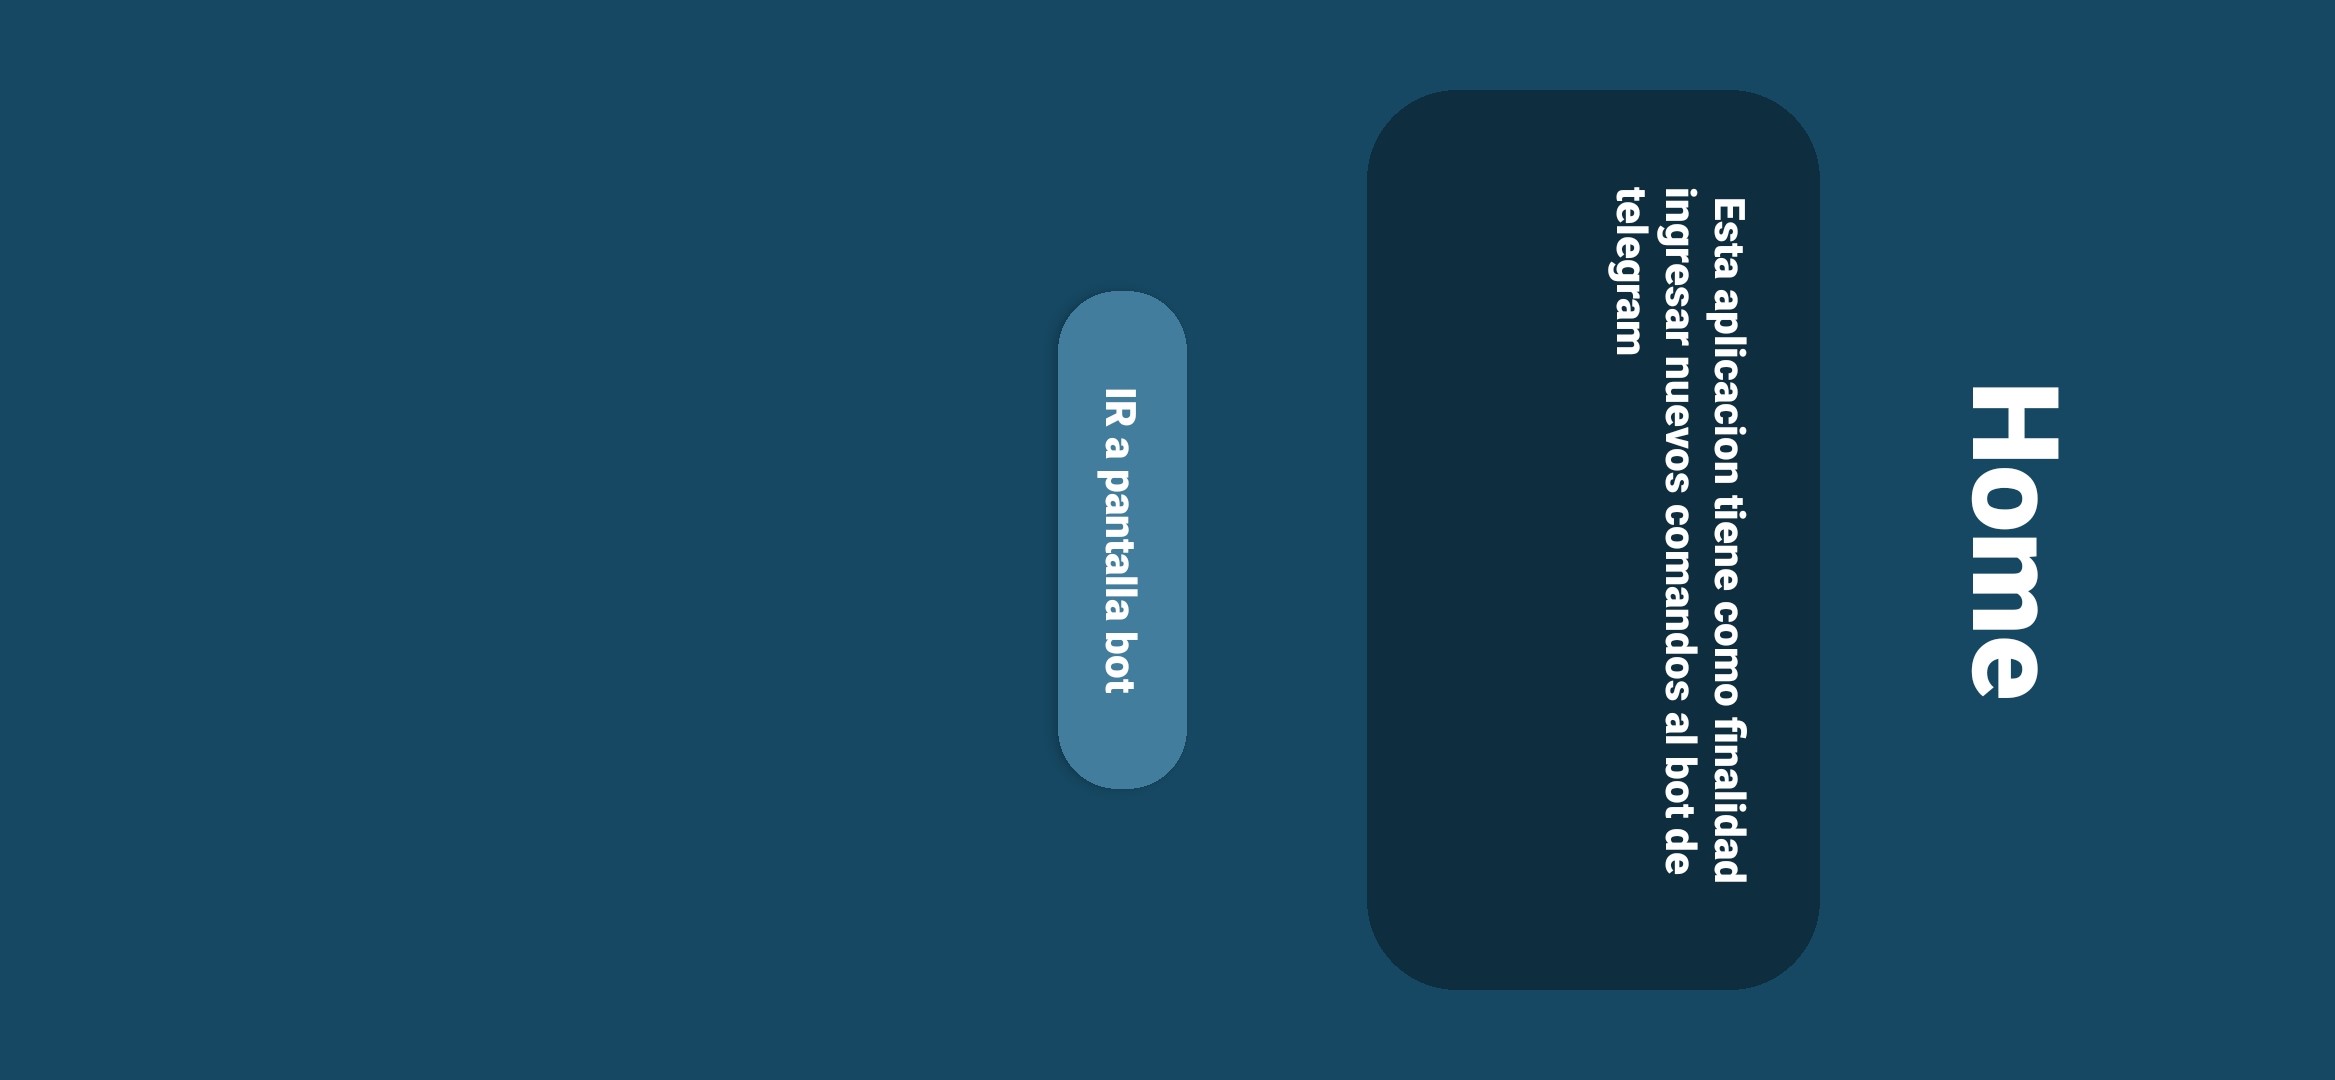 Home
Esta aplicacion tiene como finalidad
ingresar nuevos comandos al bot de
telegram
IR a pantalla bot